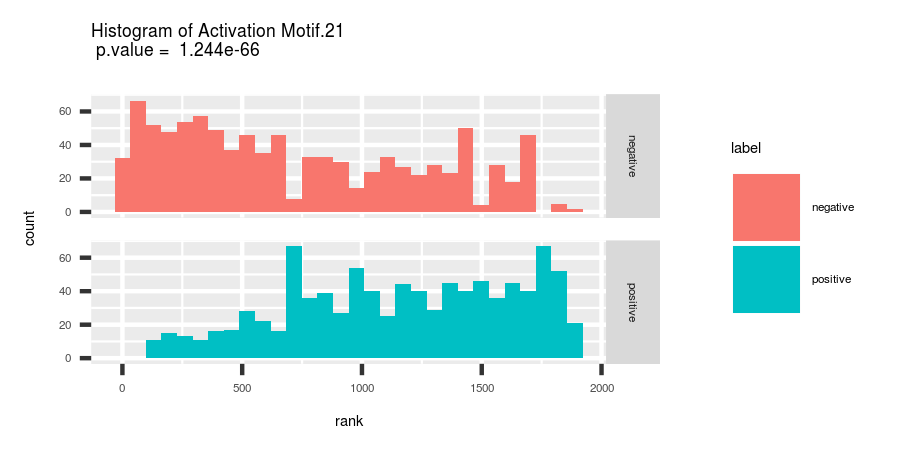 Histogram of Activation Motif.21
p.value =  1.244e-66
60
40
20
0
negative
60
40
20
0
positive
count
0
500
1000
1500
2000
rank
label
negative
positive